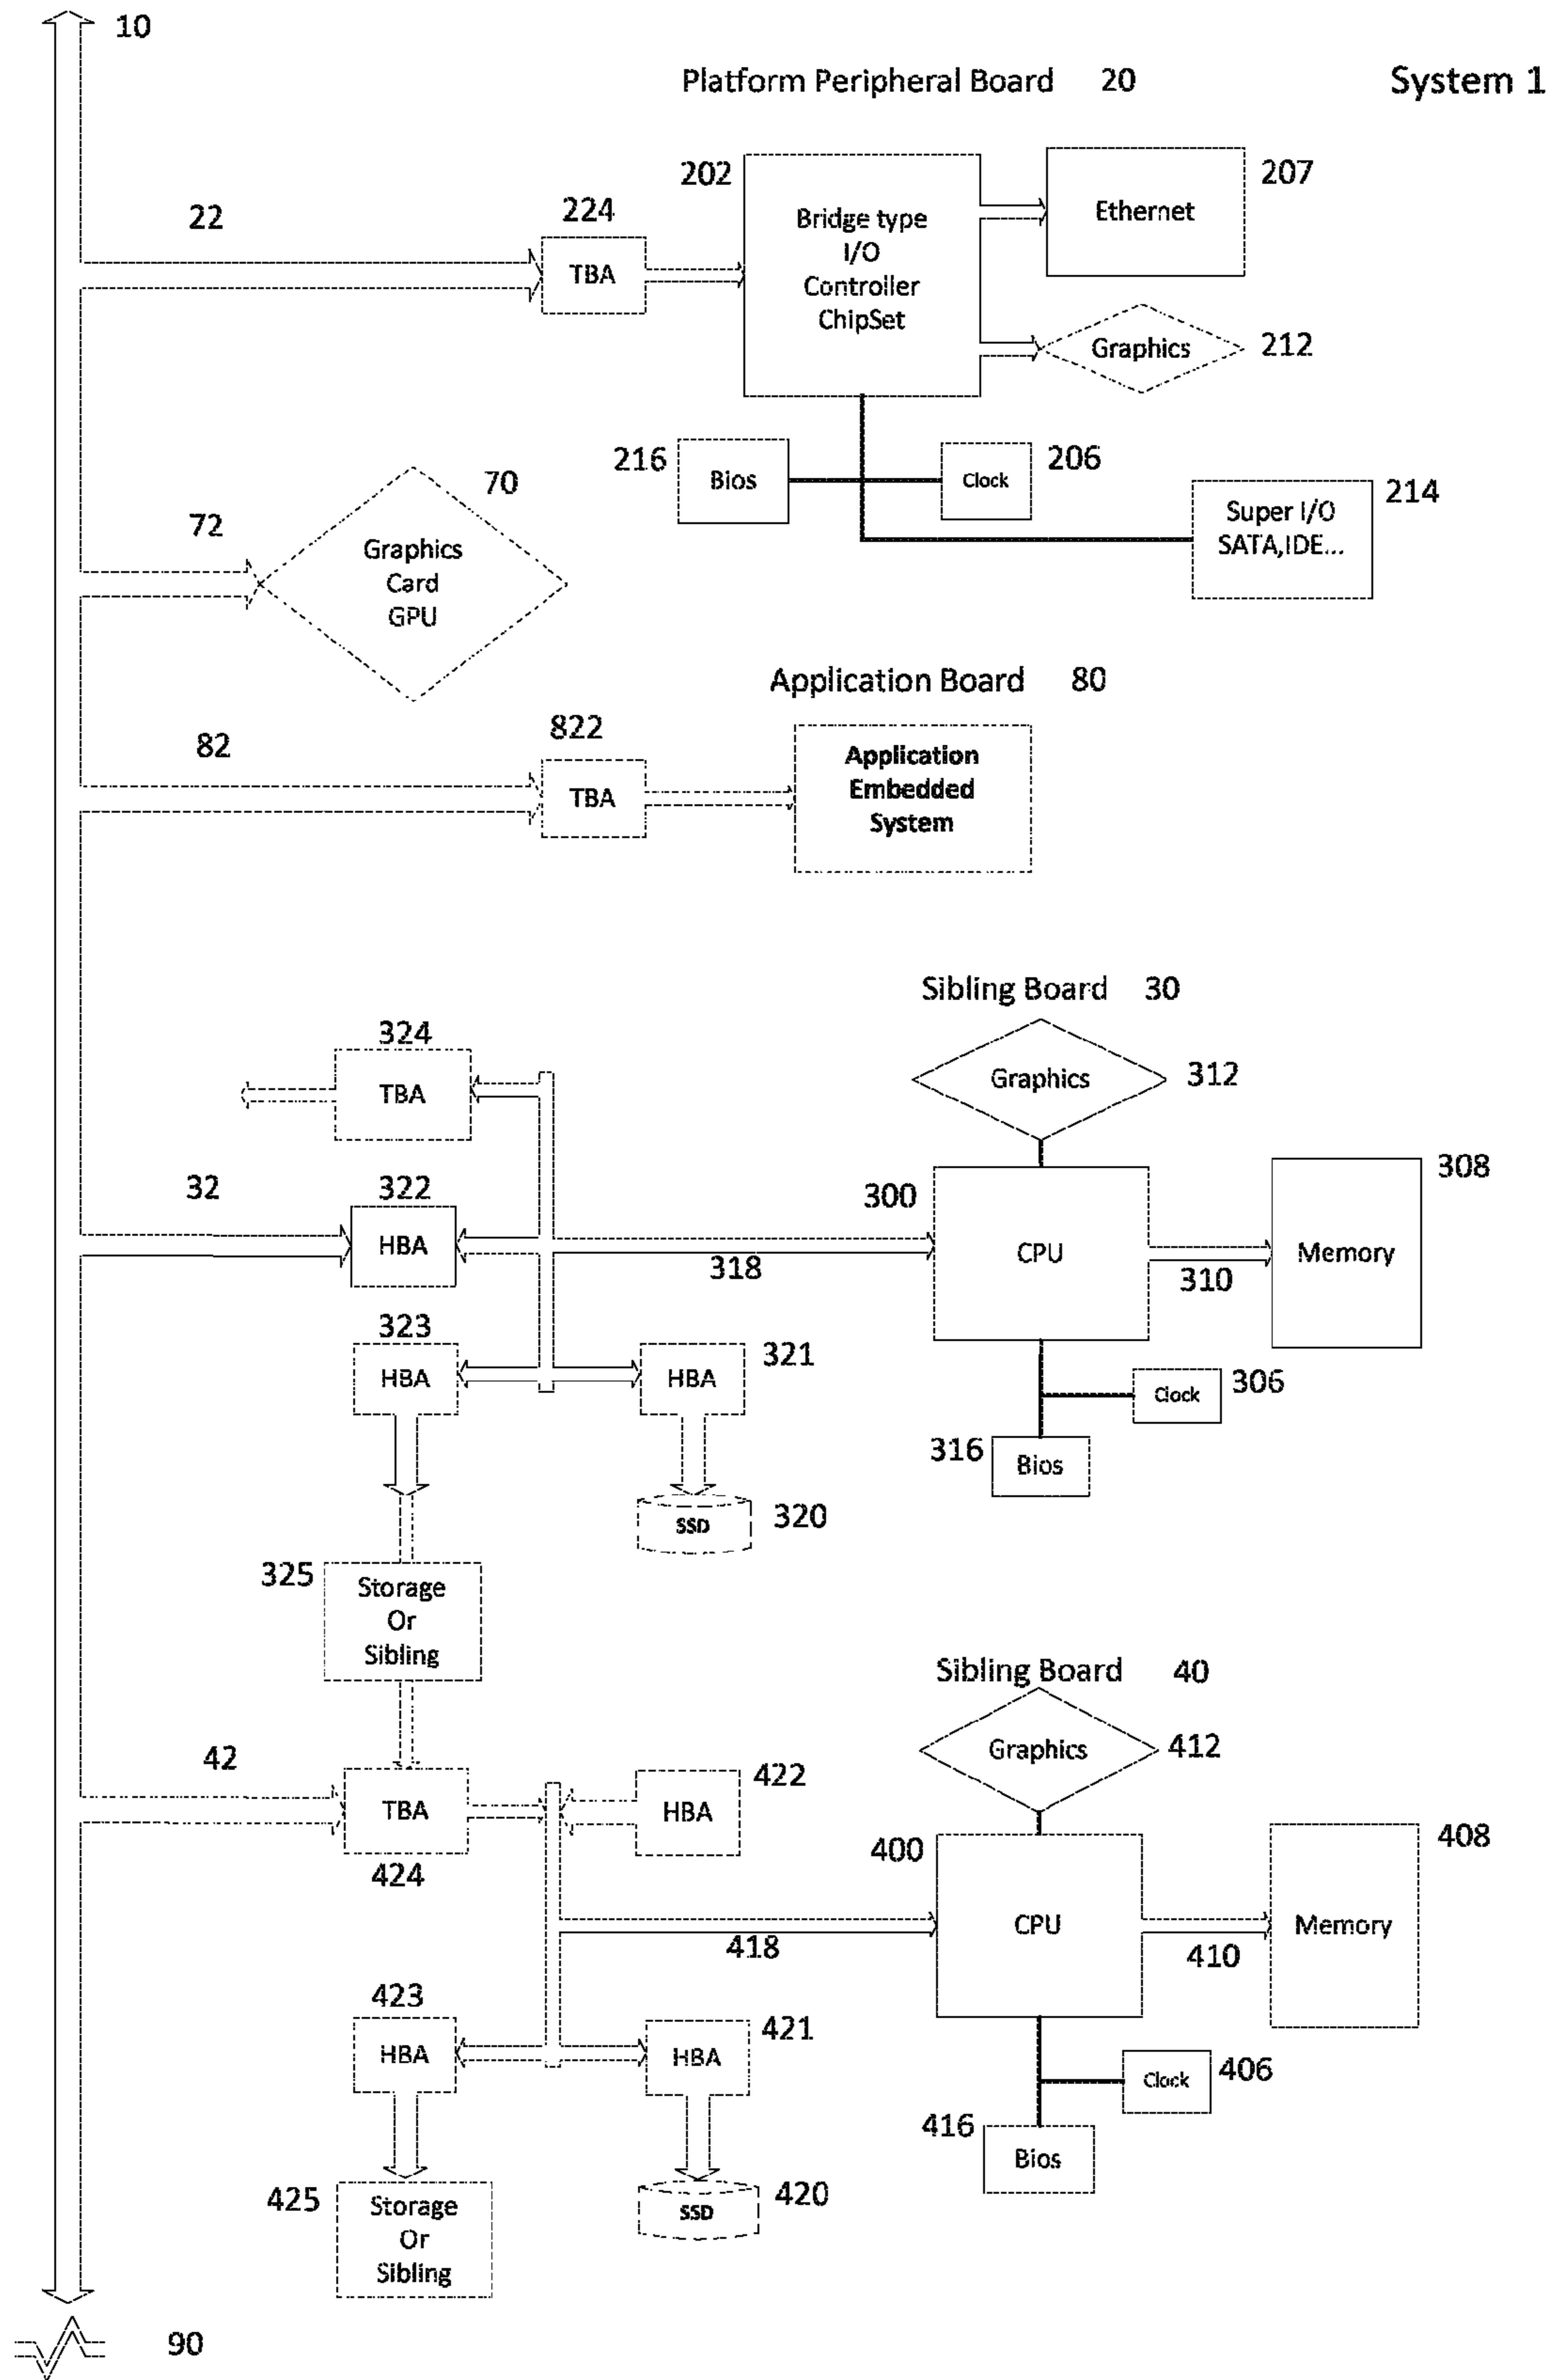 10
Platform Peripheral Board 20
System 1
202
207
Bridge type
I/O
Controller
ChipSet
Ethernet
22
224
TBA
Graphics
212
216
Bios
Clock
206
214
Super I/O
SATA,IDE...
70
72
Graphics
Card
GPU
Application Board 80
82
822
TBA
Application
Embedded
System
Sibling Board 30
324
TBA
Graphics
312
32
322
HBA
300
CPU
318
310
308
Memory
323
HBA
321
HBA
Clock
306
316
Bios
SSD
320
325
Storage
Or
Sibling
Sibling Board 40
Graphics
412
42
TBA
424
422
HBA
400
CPU
418
410
408
Memory
423
HBA
421
HBA
Clock
406
416
Bios
425
Storage
Or
Sibling
SSD
420
90